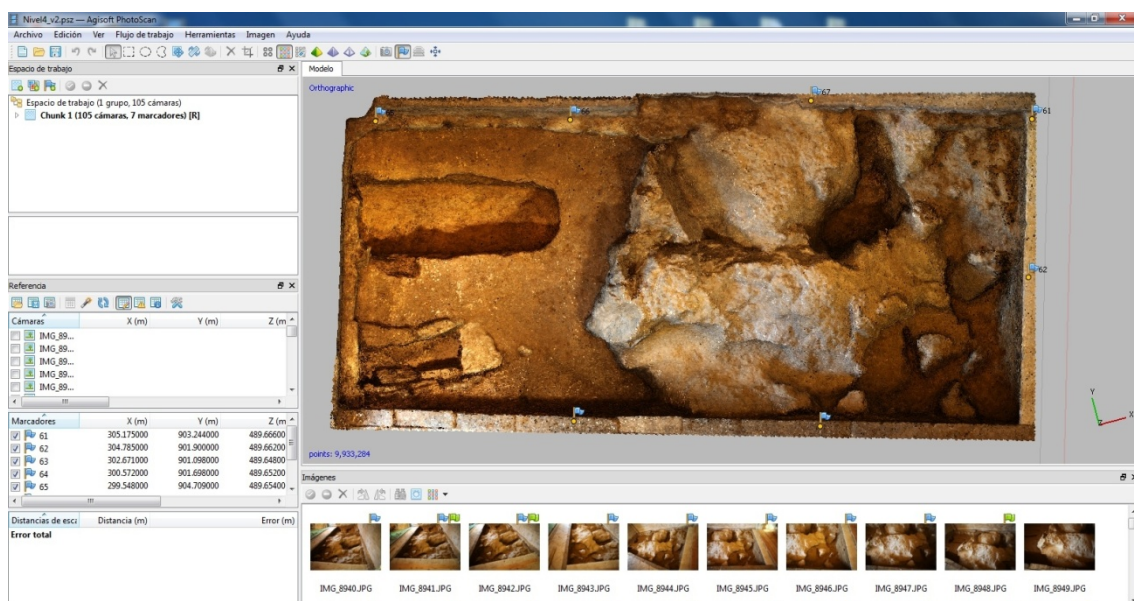 Nivel4_v2.psz — Agisoft PhotoScan
Archivo Edición Ver Flujo de trabajo Herramientas Imagen Ayuda
Espacio de trabajo
Espacio de trabajo (1 grupo, 105 cámaras)
Chunk 1 (105 cámaras, 7 marcadores) [R]
Referencia
Cámaras X (m) Y (m) Z (m
IMG_89...
IMG_89...
IMG_89...
IMG_89...
IMG_89...
Marcadores X (m) Y (m) Z (m
61 305.175000 903.244000 489.66600
62 304.785000 901.900000 489.66200
63 302.671000 901.098000 489.64800
64 300.572000 901.698000 489.65200
65 299.548000 904.709000 489.65400
Distancias de esca Distancia (m) Error (m)
Error total
Modelo
Orthographic
66
67
61
62
Y
X
Z
points: 9,933,284
Imágenes
IMG_8940.JPG IMG_8941.JPG IMG_8942.JPG IMG_8943.JPG IMG_8944.JPG IMG_8945.JPG IMG_8946.JPG IMG_8947.JPG IMG_8948.JPG IMG_8949.JPG